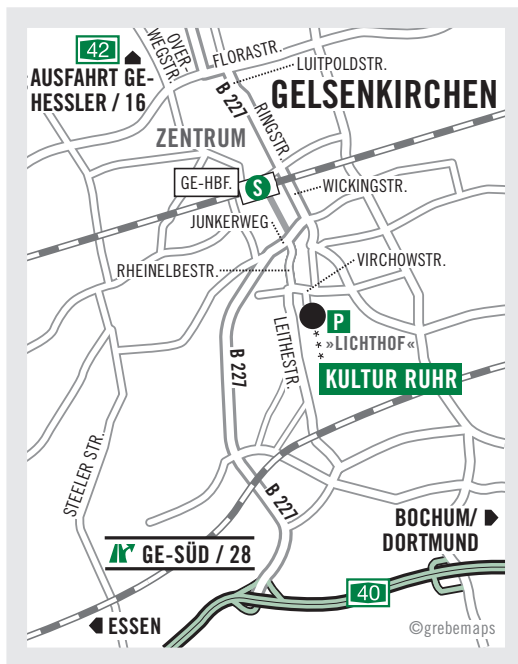 42
AUSFAHRT GE-
HESSLER / 16
OVER-
WEGSTR.
FLORASTR.
LUITPOLDSTR.
B 227
RINGSTR.
GELSENKIRCHEN
ZENTRUM
GE-HBF.
S
WICKINGSTR.
JUNKERWEG
RHEINELBESTR.
VIRCHOWSTR.
P
* * *
»LICHTHOF«
KULTUR RUHR
LEITHESTR.
B 227
STEELER STR.
B 227
BOCHUM/
DORTMUND
GE-SÜD / 28
40
ESSEN
©grebemaps